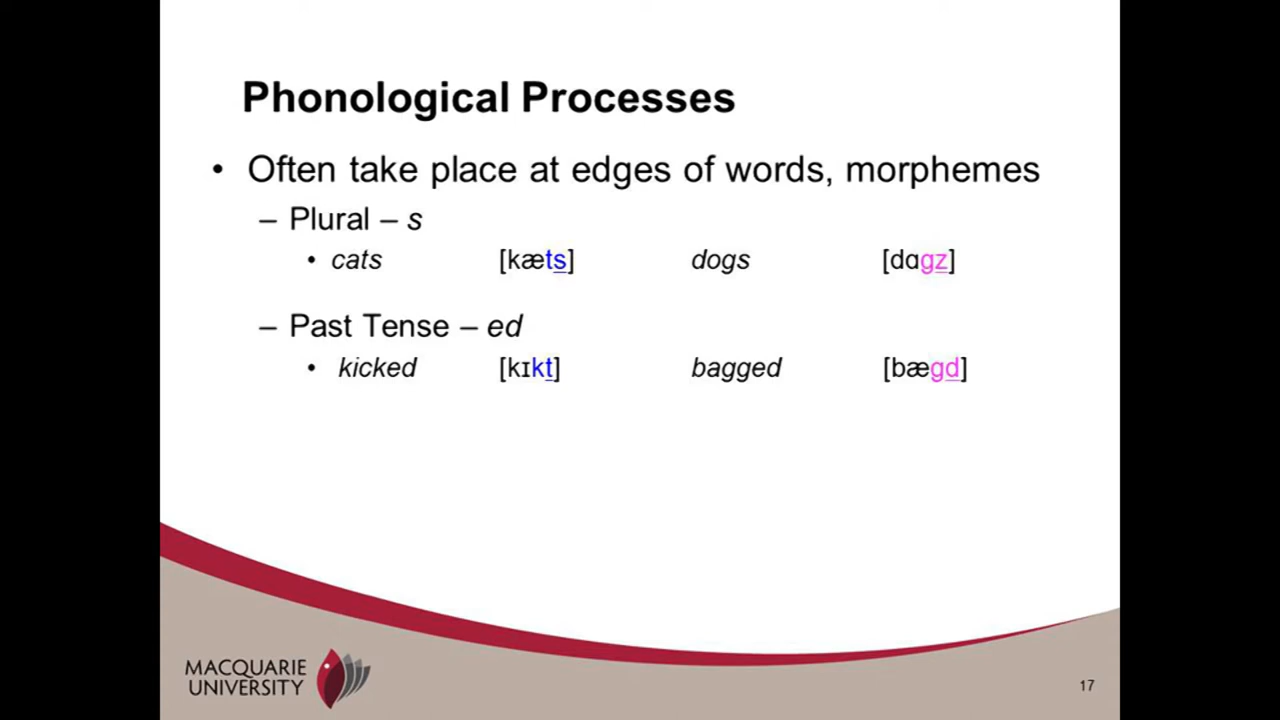 Phonological Processes
• Often take place at edges of words, morphemes
– Plural – s
• cats [kæts] dogs [dɑgz]
– Past Tense – ed
• kicked [kɪkt] bagged [bægd]
MACQUARIE
UNIVERSITY
17